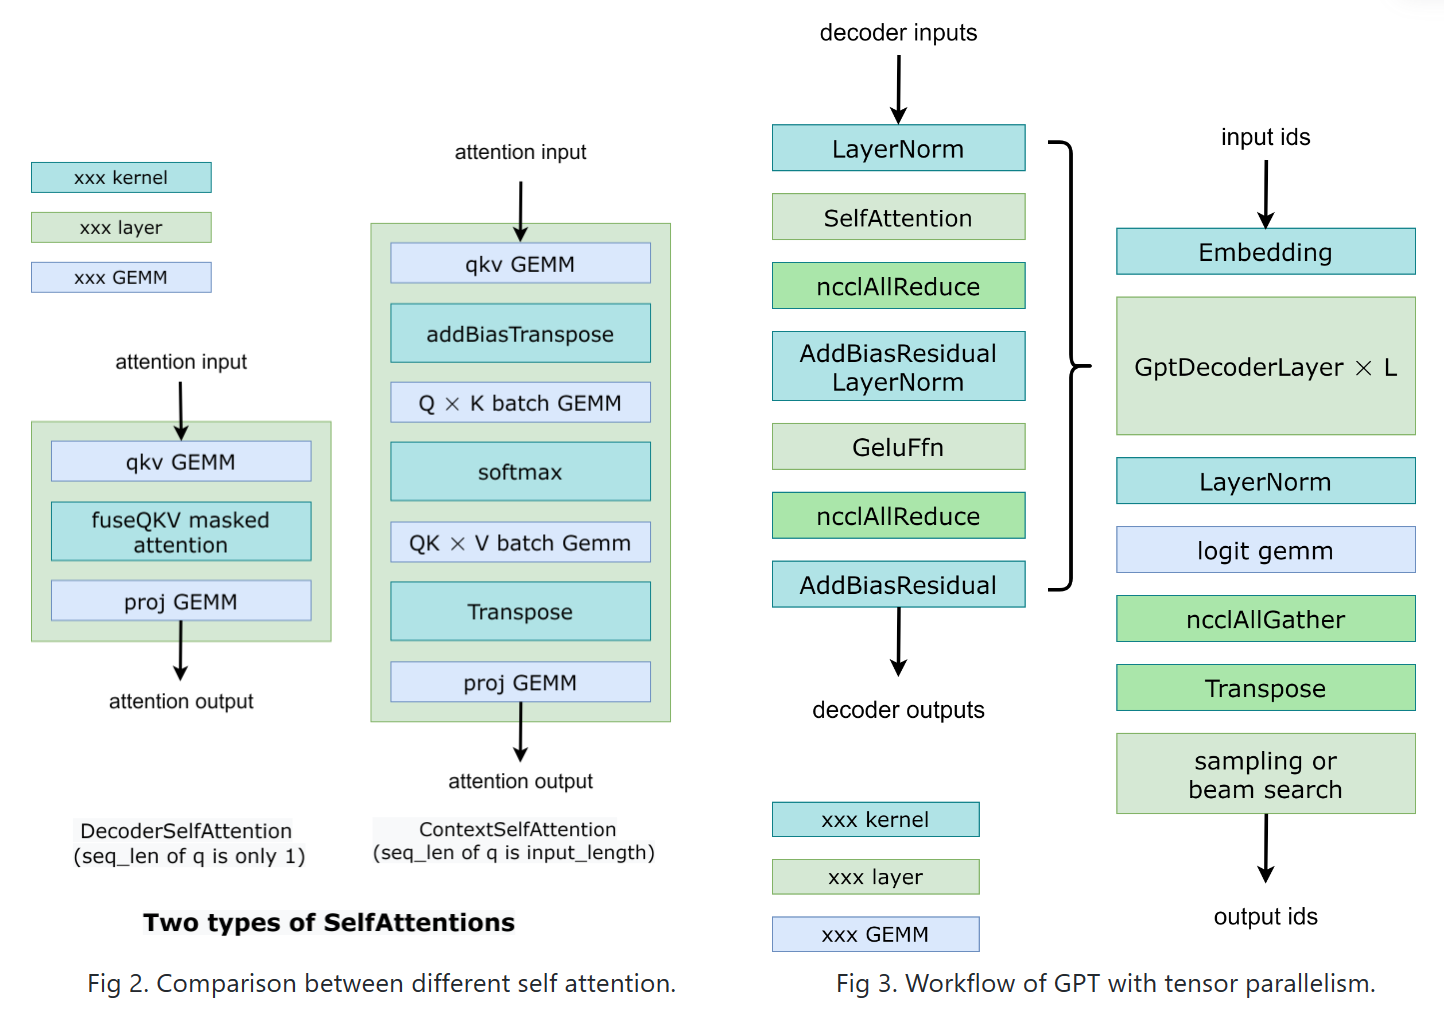 xxx kernel
xxx layer
xxx GEMM
attention input
qkv GEMM
fuseQKV masked
attention
proj GEMM
attention output
DecoderSelfAttention
(seq_len of q is only 1)
attention input
qkv GEMM
addBiasTranspose
Q × K batch GEMM
softmax
QK × V batch Gemm
Transpose
proj GEMM
attention output
ContextSelfAttention
(seq_len of q is input_length)
Two types of SelfAttentions
Fig 2. Comparison between different self attention.
decoder inputs
LayerNorm
SelfAttention
ncclAllReduce
AddBiasResidual
LayerNorm
GeluFfn
ncclAllReduce
AddBiasResidual
decoder outputs
xxx kernel
xxx layer
xxx GEMM
input ids
Embedding
GptDecoderLayer × L
LayerNorm
logit gemm
ncclAllGather
Transpose
sampling or
beam search
output ids
Fig 3. Workflow of GPT with tensor parallelism.